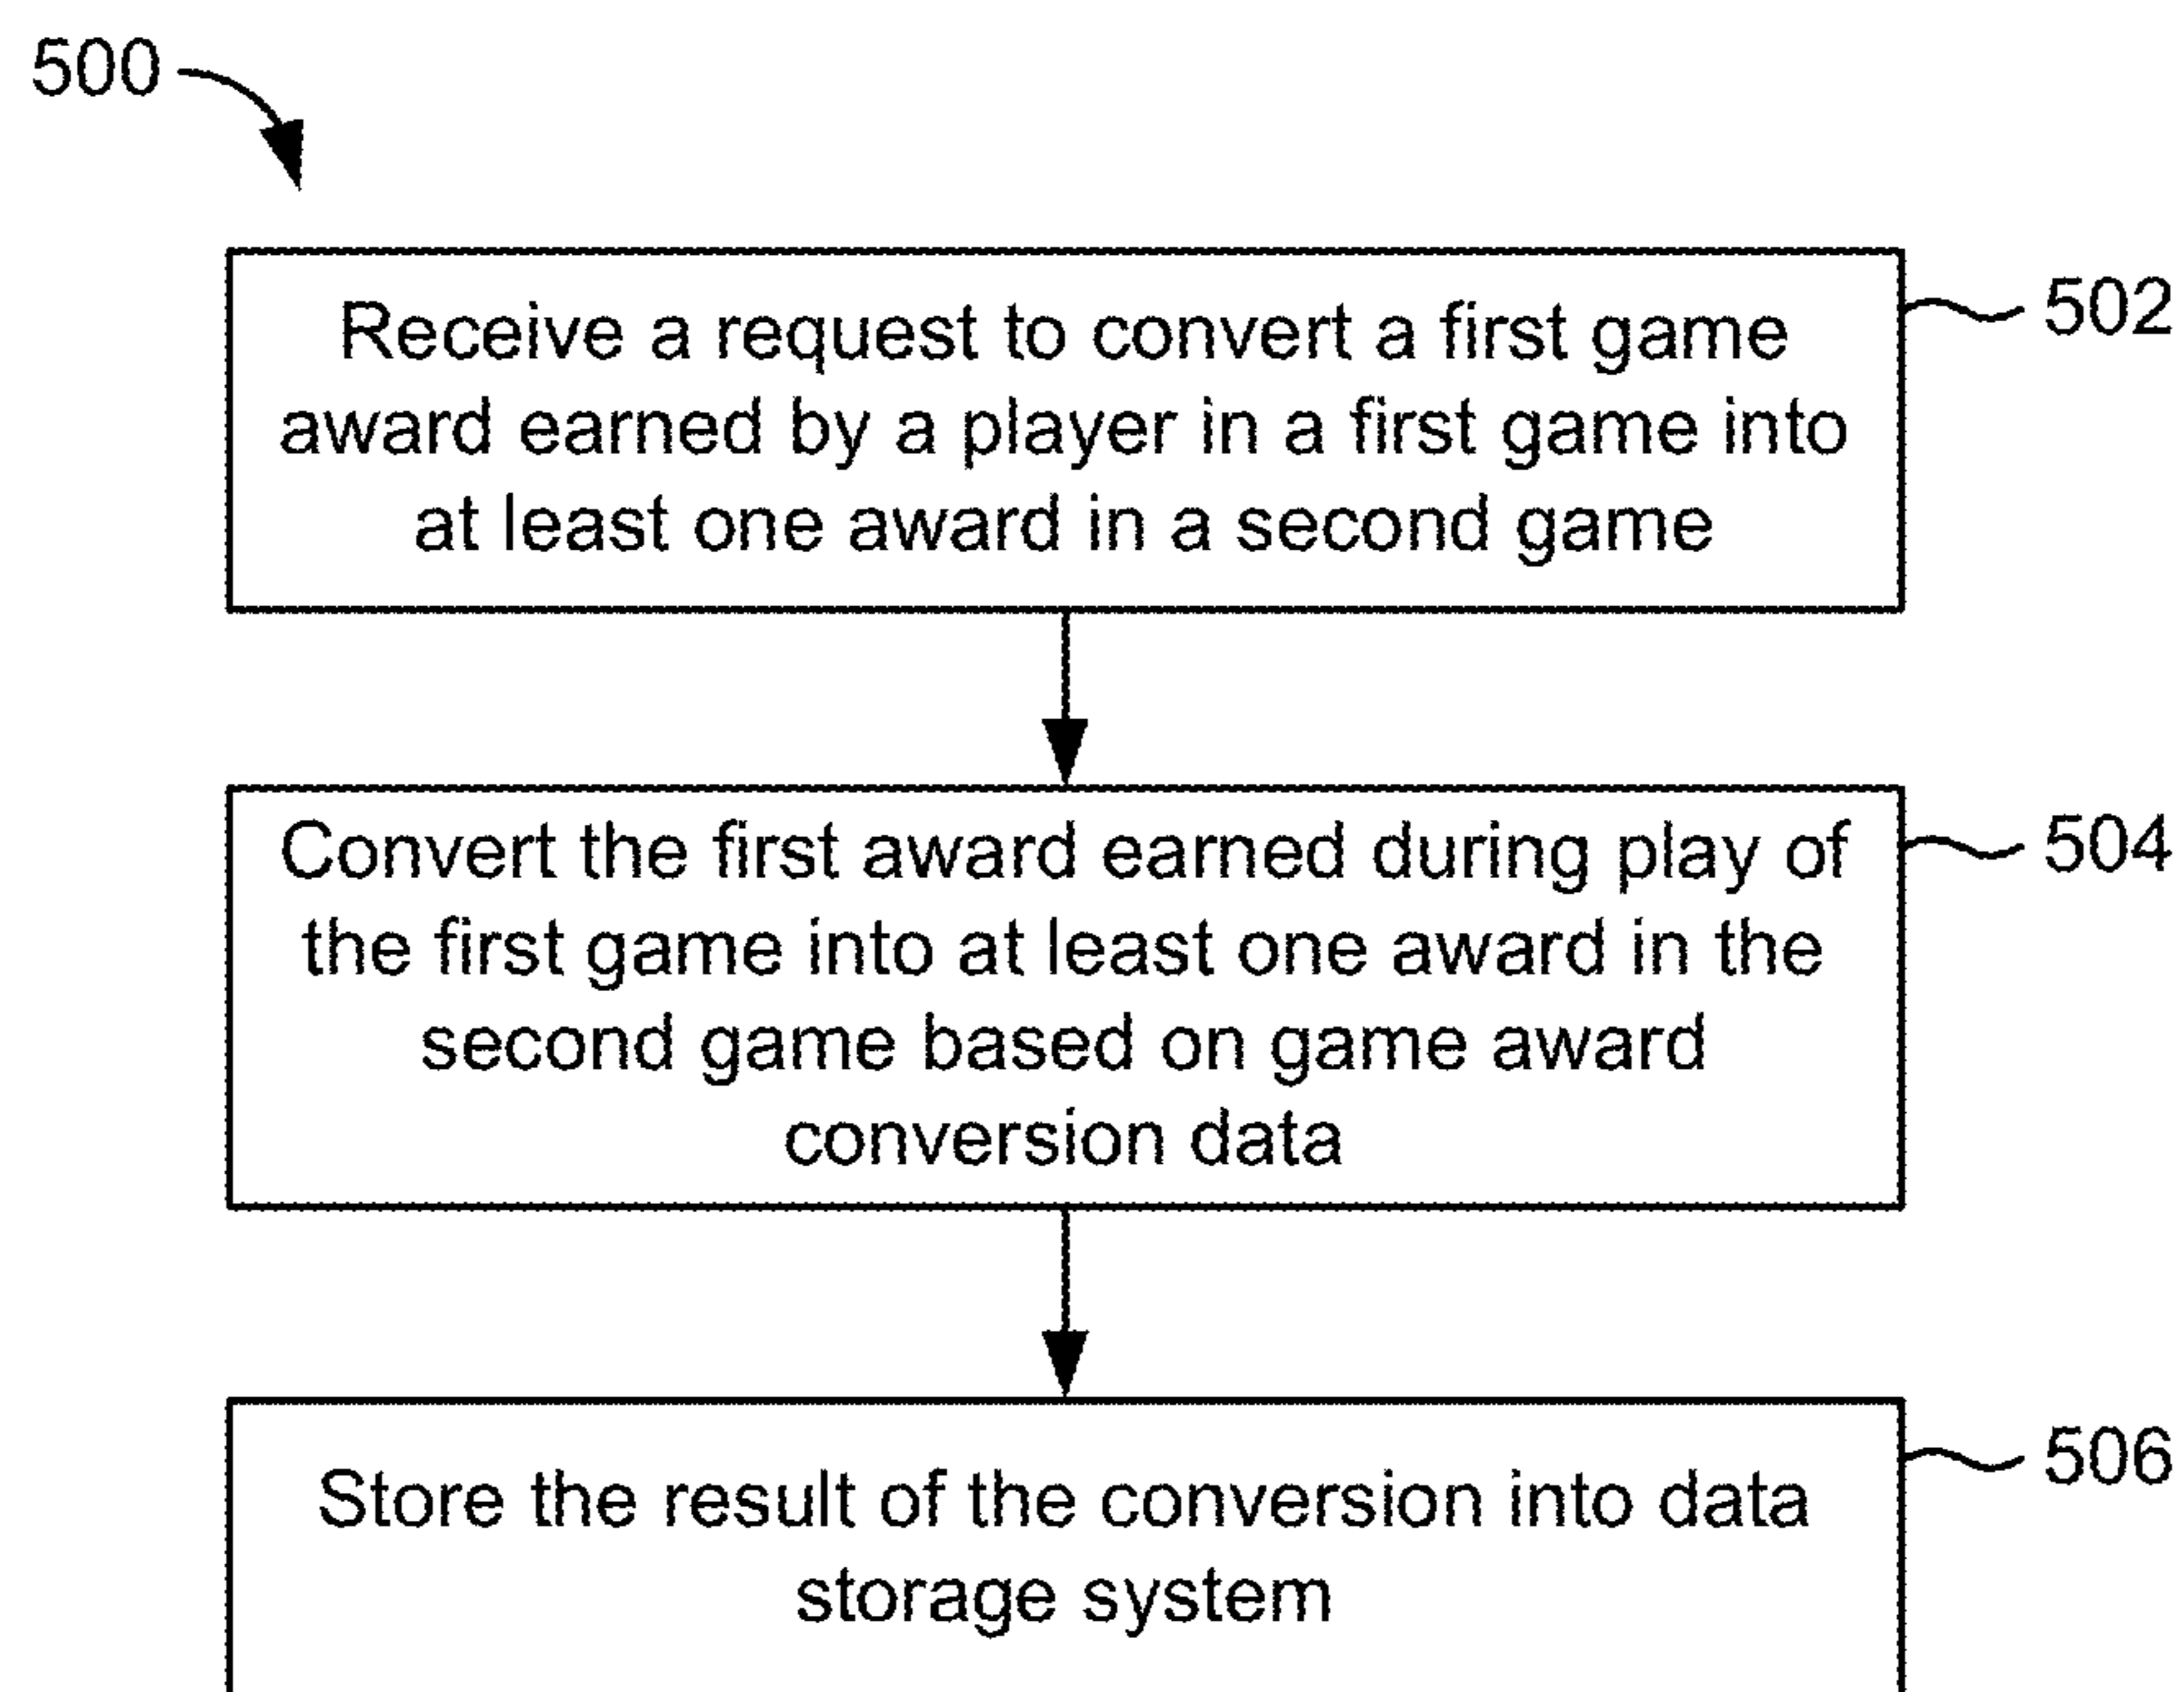 500
Receive a request to convert a first game
award earned by a player in a first game into
at least one award in a second game
502
Convert the first award earned during play of
the first game into at least one award in the
second game based on game award
conversion data
504
Store the result of the conversion into data
storage system
506